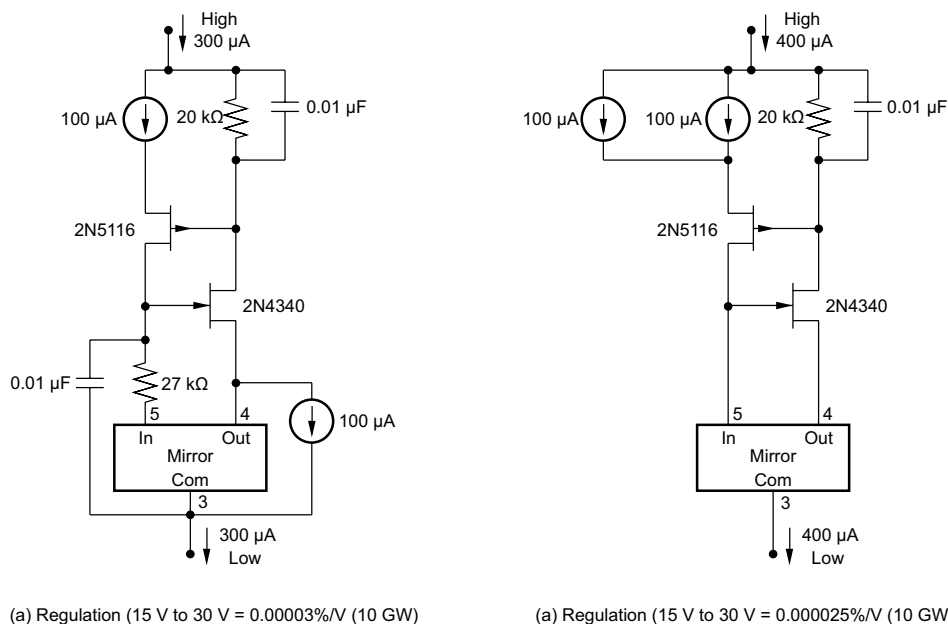 High
300 µA
100 µA
20 kΩ
0.01 µF
2N5116
2N4340
0.01 µF
27 kΩ
5
4
In
Out
Mirror
Com
100 µA
3
300 µA
Low
(a) Regulation (15 V to 30 V = 0.00003%/V (10 GW)
High
400 µA
100 µA
100 µA
20 kΩ
0.01 µF
2N5116
2N4340
5
4
In
Out
Mirror
Com
3
400 µA
Low
(a) Regulation (15 V to 30 V = 0.000025%/V (10 GW